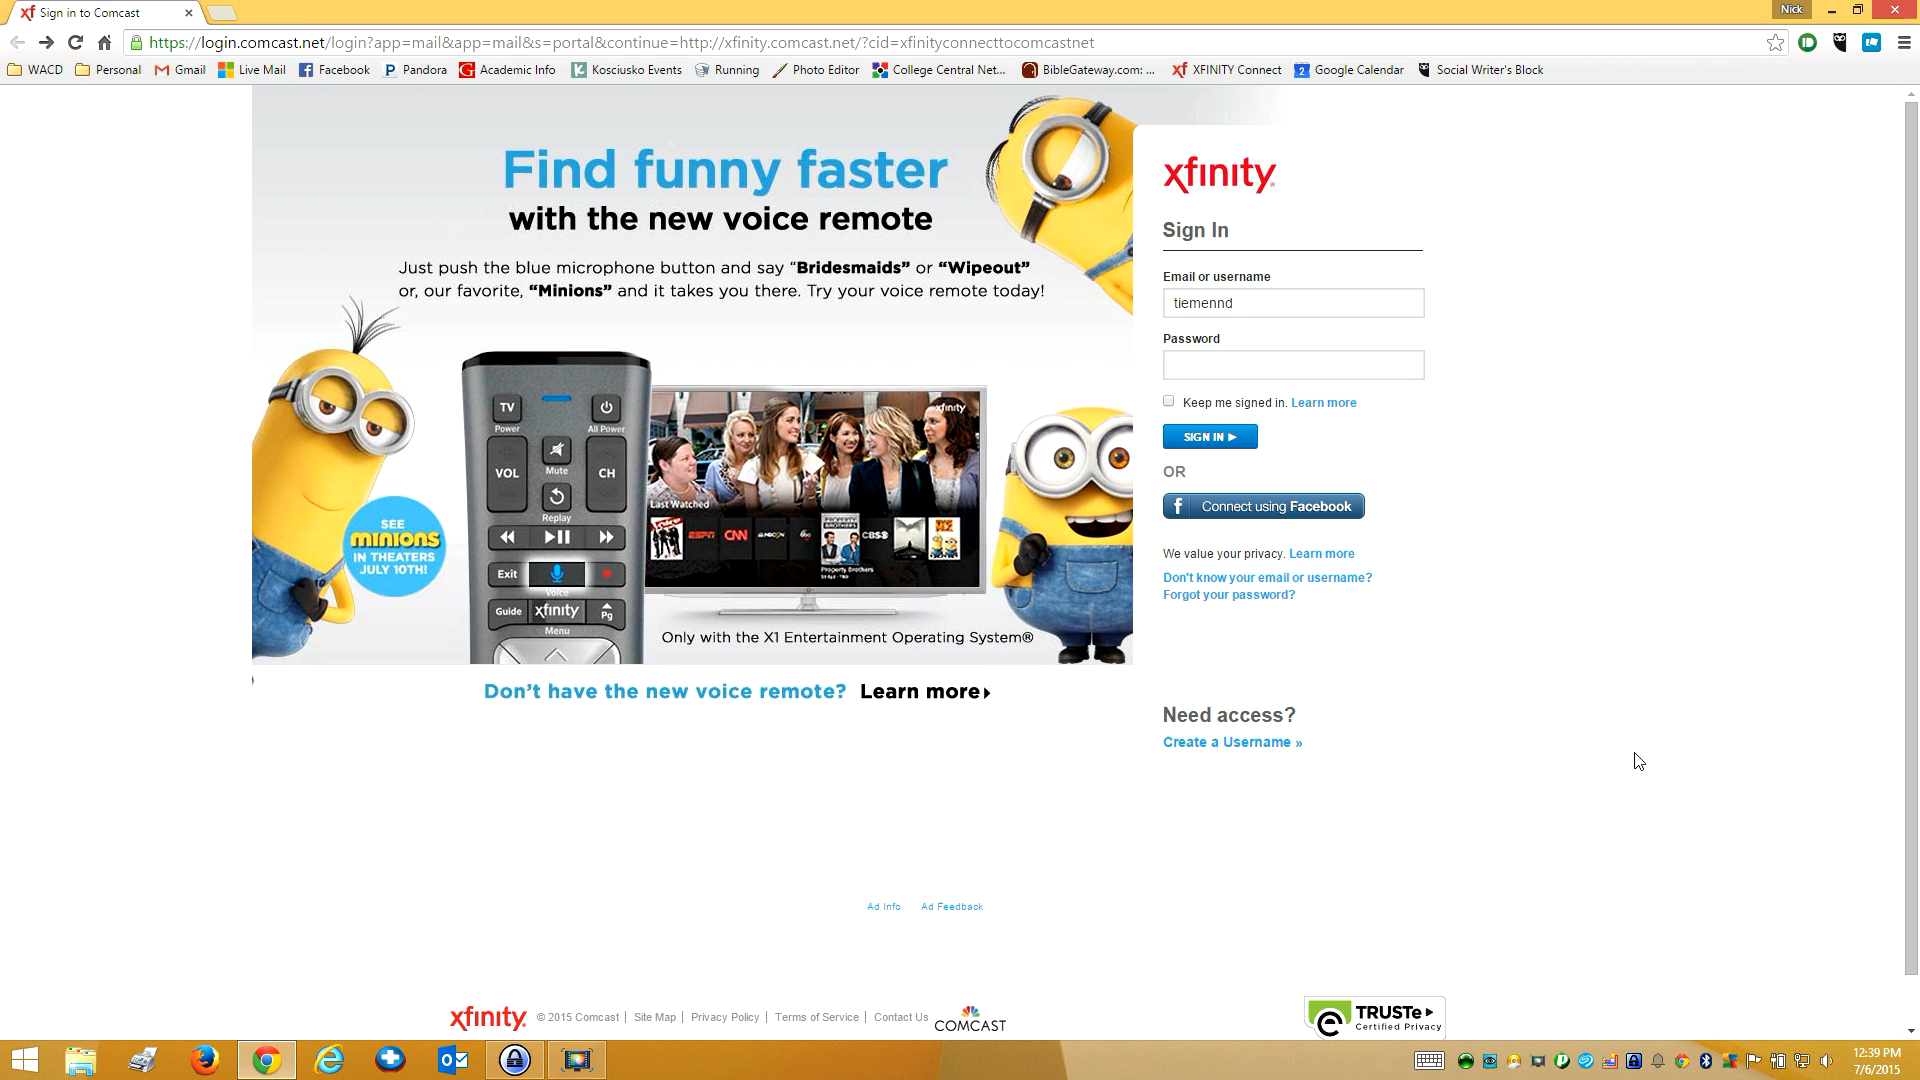 Sign in to Comcast
Nick
https://login.comcast.net/login?app=mail&app=mail&s=portal&continue=http://xfinity.comcast.net/?cid=xfinityconnecttocomcastnet
WACD Personal Gmail Live Mail Facebook Pandora Academic Info Kosciusko Events Running Photo Editor College Central Net... BibleGateway.com: ... XFINITY Connect Google Calendar Social Writer's Block
Find funny faster
with the new voice remote
Just push the blue microphone button and say “Bridesmaids” or “Wipeout”
or, our favorite, “Minions” and it takes you there. Try your voice remote today!
TV
Power
All Power
VOL
Mute
CH
Replay
Exit
Voice
Guide xfinity Pg
Menu
xfinity
Last Watched
ESPN CNN abc CBS
Property Brothers
SEE
MINIONS
IN THEATERS
JULY 10TH!
Only with the X1 Entertainment Operating System®
Don't have the new voice remote? Learn more
xfinity
Sign In
Email or username
tiemennd
Password
Keep me signed in. Learn more
SIGN IN
OR
Connect using Facebook
We value your privacy. Learn more
Don't know your email or username?
Forgot your password?
Need access?
Create a Username »
Ad Info Ad Feedback
xfinity © 2015 Comcast | Site Map | Privacy Policy | Terms of Service | Contact Us COMCAST
TRUSTe
Certified Privacy
12:39 PM
7/6/2015